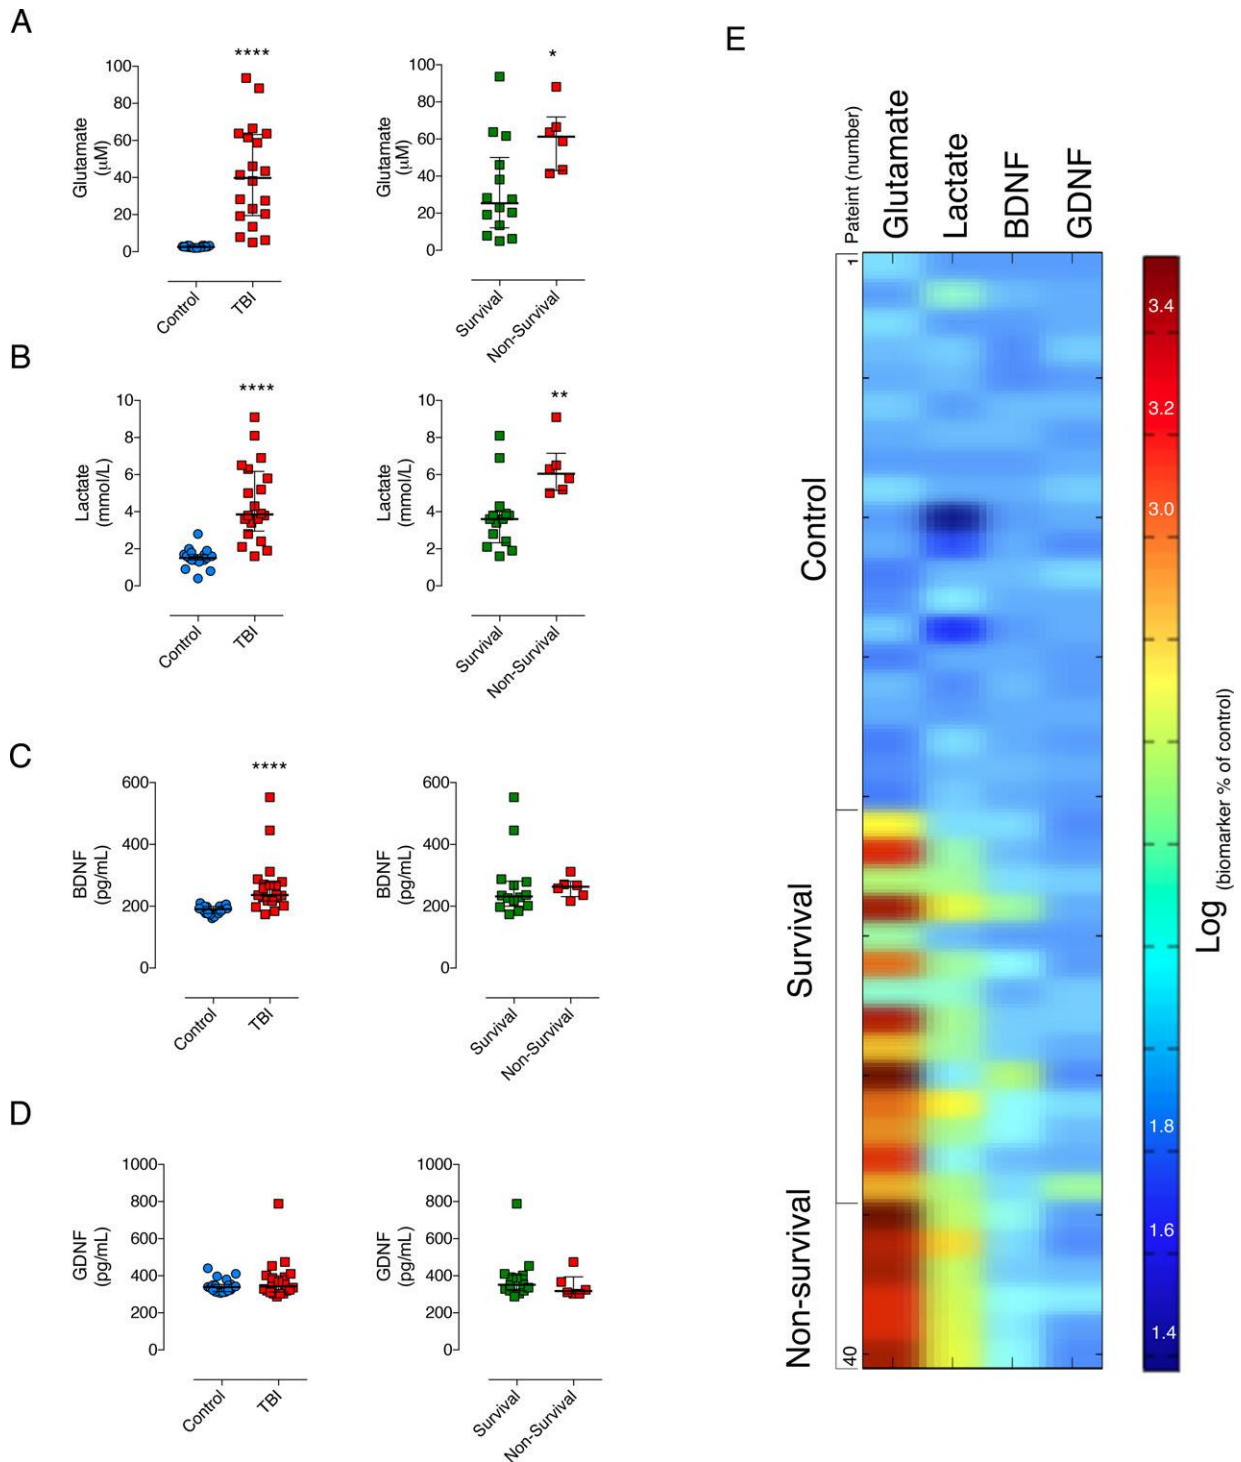 A
Glutamate
(μM)
100
80
60
40
20
0
****
Control
TBI
Glutamate
(μM)
100
80
60
40
20
0
*
Survival
Non-Survival
B
Lactate
(mmol/L)
10
8
6
4
2
0
****
Control
TBI
Lactate
(mmol/L)
10
8
6
4
2
0
**
Survival
Non-Survival
C
BDNF
(pg/mL)
600
400
200
0
****
Control
TBI
BDNF
(pg/mL)
600
400
200
0
Survival
Non-Survival
D
GDNF
(pg/mL)
1000
800
600
400
200
0
Control
TBI
GDNF
(pg/mL)
1000
800
600
400
200
0
Survival
Non-Survival
E
Pateint (number)
Glutamate
Lactate
BDNF
GDNF
1
40
Control
Survival
Non-survival
3.4
3.2
3.0
1.8
1.6
1.4
Log (biomarker % of control)